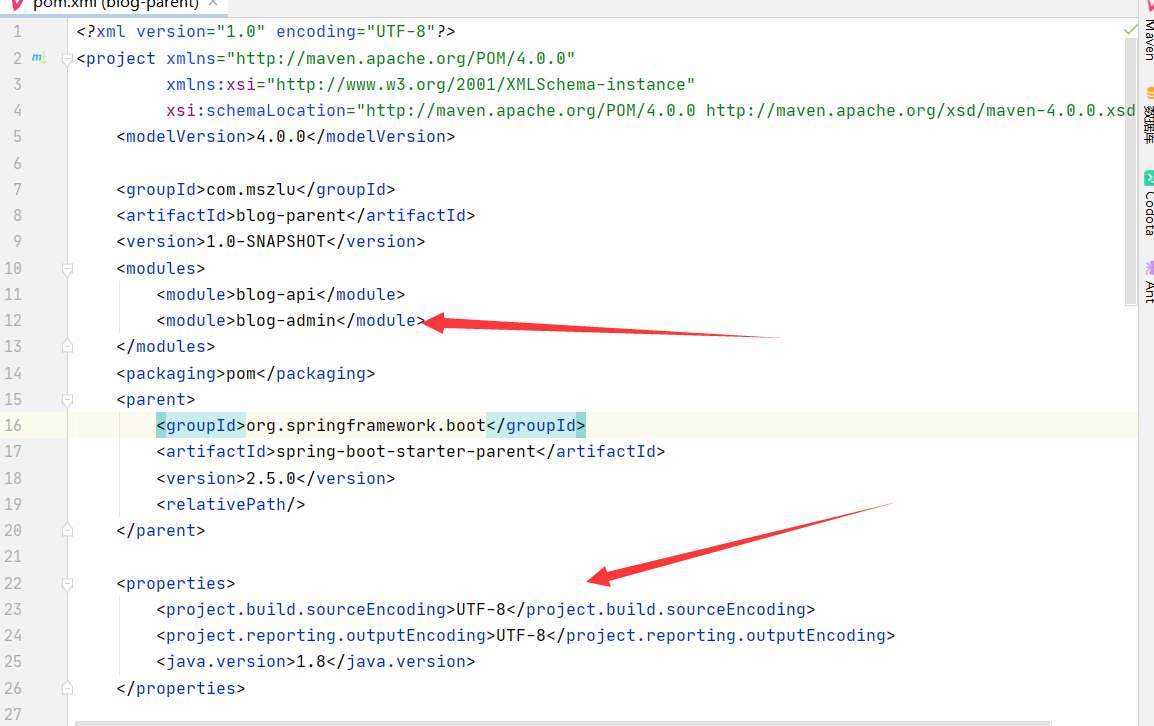 pom.xml (blog-parent) ×
1 <?xml version="1.0" encoding="UTF-8"?>
2 <project xmlns="http://maven.apache.org/POM/4.0.0"
3 xmlns:xsi="http://www.w3.org/2001/XMLSchema-instance"
4 xsi:schemaLocation="http://maven.apache.org/POM/4.0.0 http://maven.apache.org/xsd/maven-4.0.0.xsd
5 <modelVersion>4.0.0</modelVersion>
6
7 <groupId>com.mszlu</groupId>
8 <artifactId>blog-parent</artifactId>
9 <version>1.0-SNAPSHOT</version>
10 <modules>
11 <module>blog-api</module>
12 <module>blog-admin</module>
13 </modules>
14 <packaging>pom</packaging>
15 <parent>
16 <groupId>org.springframework.boot</groupId>
17 <artifactId>spring-boot-starter-parent</artifactId>
18 <version>2.5.0</version>
19 <relativePath/>
20 </parent>
21
22 <properties>
23 <project.build.sourceEncoding>UTF-8</project.build.sourceEncoding>
24 <project.reporting.outputEncoding>UTF-8</project.reporting.outputEncoding>
25 <java.version>1.8</java.version>
26 </properties>
27
Maven
数据库
Codota
Ant